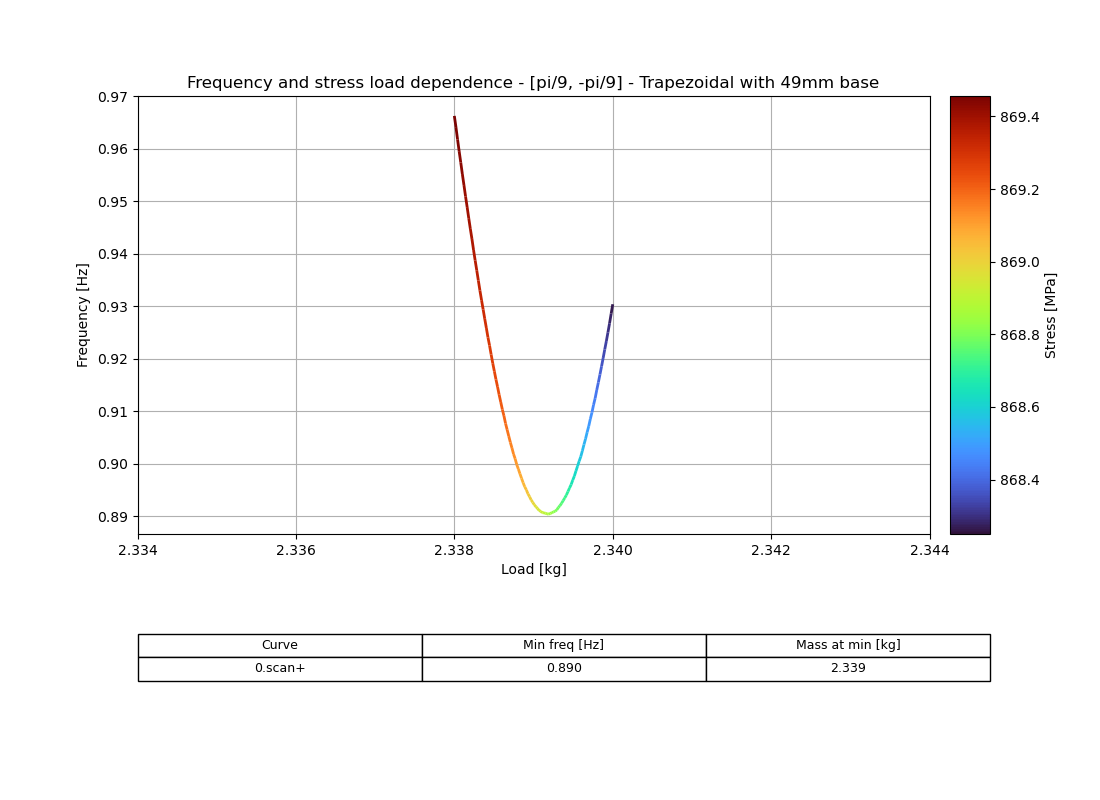 Frequency and stress load dependence - [pi/9, -pi/9] - Trapezoidal with 49mm base
0.97
0.96
0.95
0.94
0.93
0.92
0.91
0.90
0.89
Frequency [Hz]
2.334 2.336 2.338 2.340 2.342 2.344
Load [kg]
869.4
869.2
869.0
868.8
868.6
868.4
Stress [MPa]
Curve Min freq [Hz] Mass at min [kg]
0.scan+ 0.890 2.339